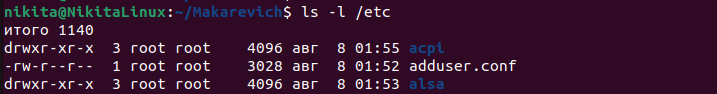 nikita@NikitaLinux:~/Makarevich$ ls -l /etc
итого 1140
drwxr-xr-x  3 root root    4096 авг  8 01:55 acpi
-rw-r--r--  1 root root    3028 авг  8 01:52 adduser.conf
drwxr-xr-x  3 root root    4096 авг  8 01:53 alsa